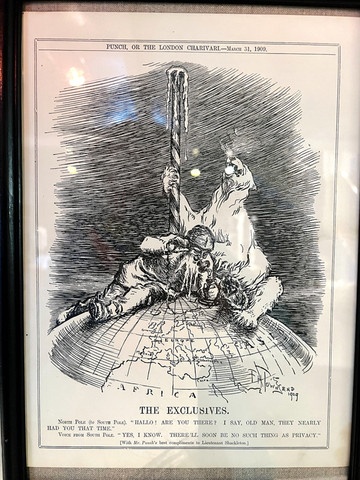 PUNCH, OR THE LONDON CHARIVARI.—MARCH 31, 1909.
AFRICA
THE EXCLUSIVES.
NORTH POLE (to SOUTH POLE). "HALLO! ARE YOU THERE? I SAY, OLD MAN, THEY NEARLY
HAD YOU THAT TIME."
VOICE FROM SOUTH POLE. "YES, I KNOW. THERE'LL SOON BE NO SUCH THING AS PRIVACY."
[With Mr. Punch's best compliments to Lieutenant Shackleton.]